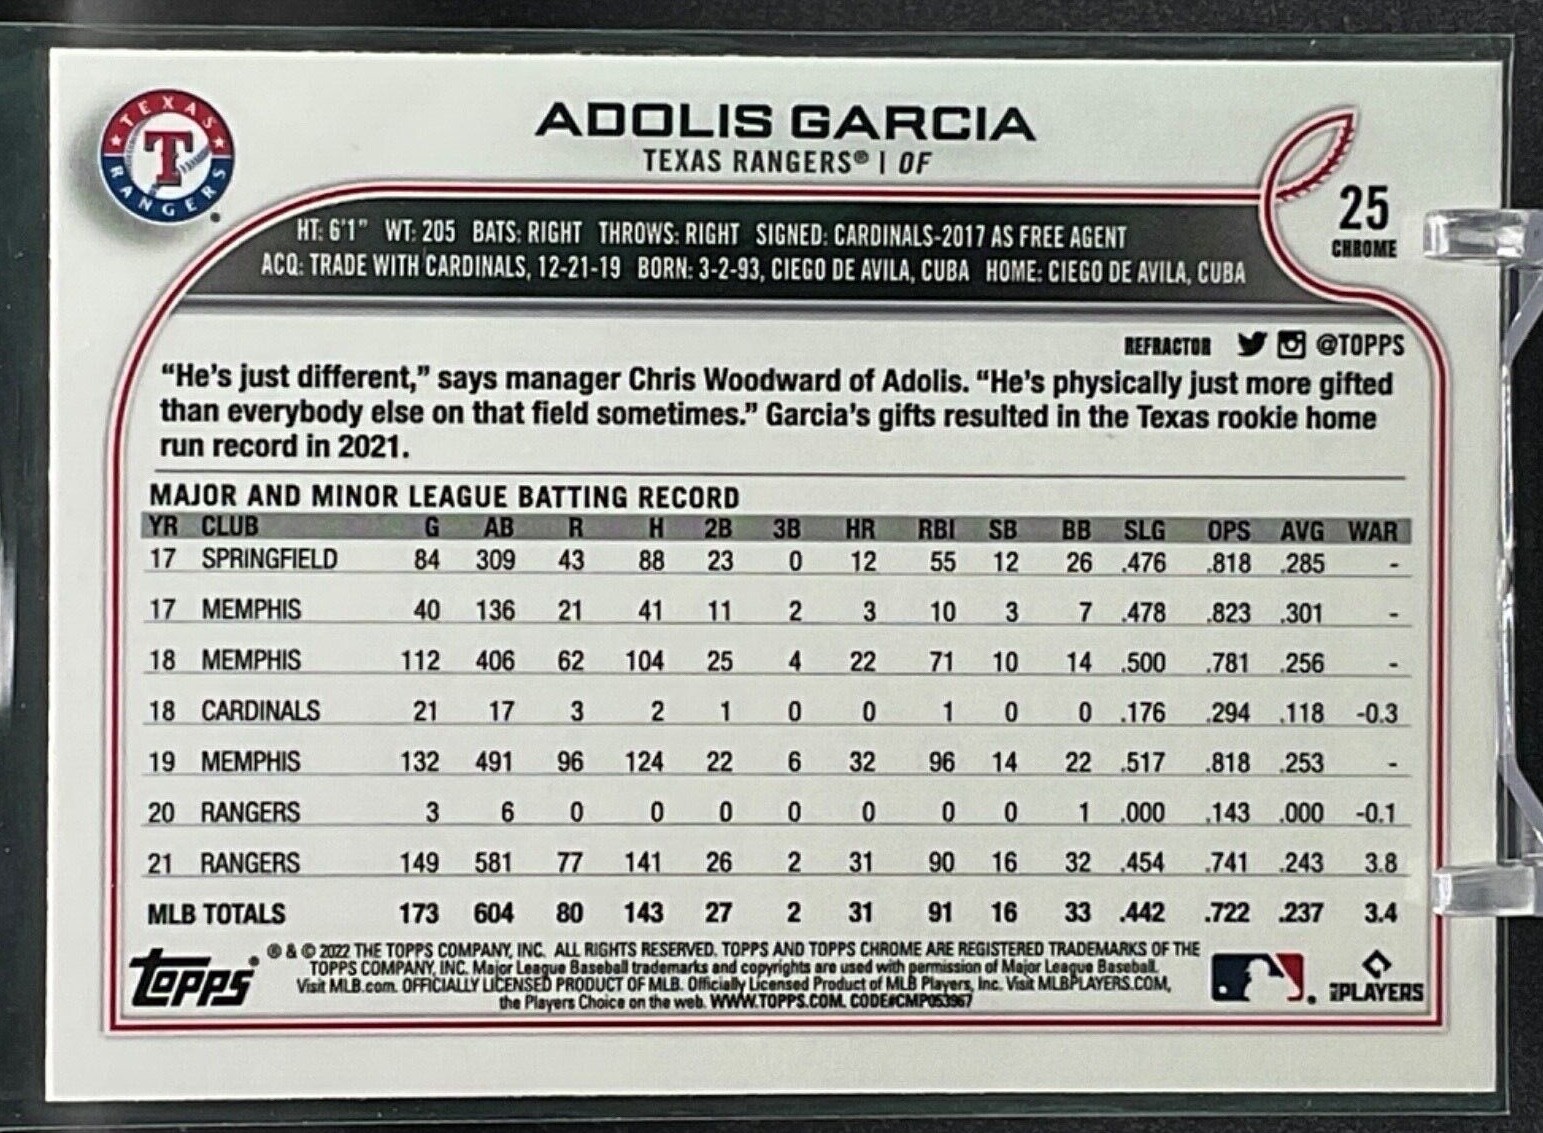 TEXAS
T
RANGERS
ADOLIS GARCIA
TEXAS RANGERS® | OF
25
CHROME
HT: 6'1" WT: 205 BATS: RIGHT THROWS: RIGHT SIGNED: CARDINALS-2017 AS FREE AGENT
ACQ: TRADE WITH CARDINALS, 12-21-19 BORN: 3-2-93, CIEGO DE AVILA, CUBA HOME: CIEGO DE AVILA, CUBA
REFRACTOR @TOPPS
“He’s just different,” says manager Chris Woodward of Adolis. “He’s physically just more gifted
than everybody else on that field sometimes.” Garcia’s gifts resulted in the Texas rookie home
run record in 2021.
MAJOR AND MINOR LEAGUE BATTING RECORD
YR CLUB G AB R H 2B 3B HR RBI SB BB SLG OPS AVG WAR
17 SPRINGFIELD 84 309 43 88 23 0 12 55 12 26 .476 .818 .285 -
17 MEMPHIS 40 136 21 41 11 2 3 10 3 7 .478 .823 .301 -
18 MEMPHIS 112 406 62 104 25 4 22 71 10 14 .500 .781 .256 -
18 CARDINALS 21 17 3 2 1 0 0 1 0 0 .176 .294 .118 -0.3
19 MEMPHIS 132 491 96 124 22 6 32 96 14 22 .517 .818 .253 -
20 RANGERS 3 6 0 0 0 0 0 0 0 1 .000 .143 .000 -0.1
21 RANGERS 149 581 77 141 26 2 31 90 16 32 .454 .741 .243 3.8
MLB TOTALS 173 604 80 143 27 2 31 91 16 33 .442 .722 .237 3.4
topps®
® & © 2022 THE TOPPS COMPANY, INC. ALL RIGHTS RESERVED. TOPPS AND TOPPS CHROME ARE REGISTERED TRADEMARKS OF THE
TOPPS COMPANY, INC. Major League Baseball trademarks and copyrights are used with permission of Major League Baseball.
Visit MLB.com. OFFICIALLY LICENSED PRODUCT OF MLB. Officially Licensed Product of MLB Players, Inc. Visit MLBPLAYERS.COM,
the Players Choice on the web. WWW.TOPPS.COM. CODE#CMP053967
MLBPLAYERS